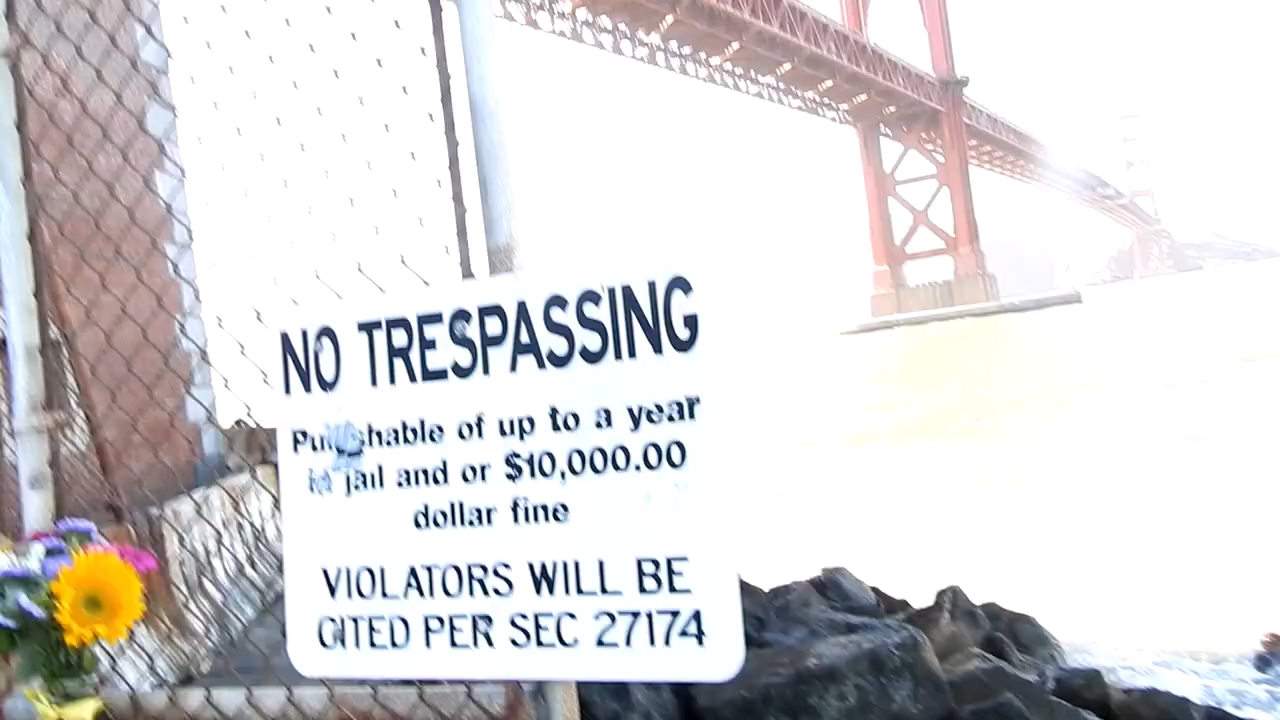 NO TRESPASSING
Punishable of up to a year
in jail and or $10,000.00
dollar fine
VIOLATORS WILL BE
CITED PER SEC 27174